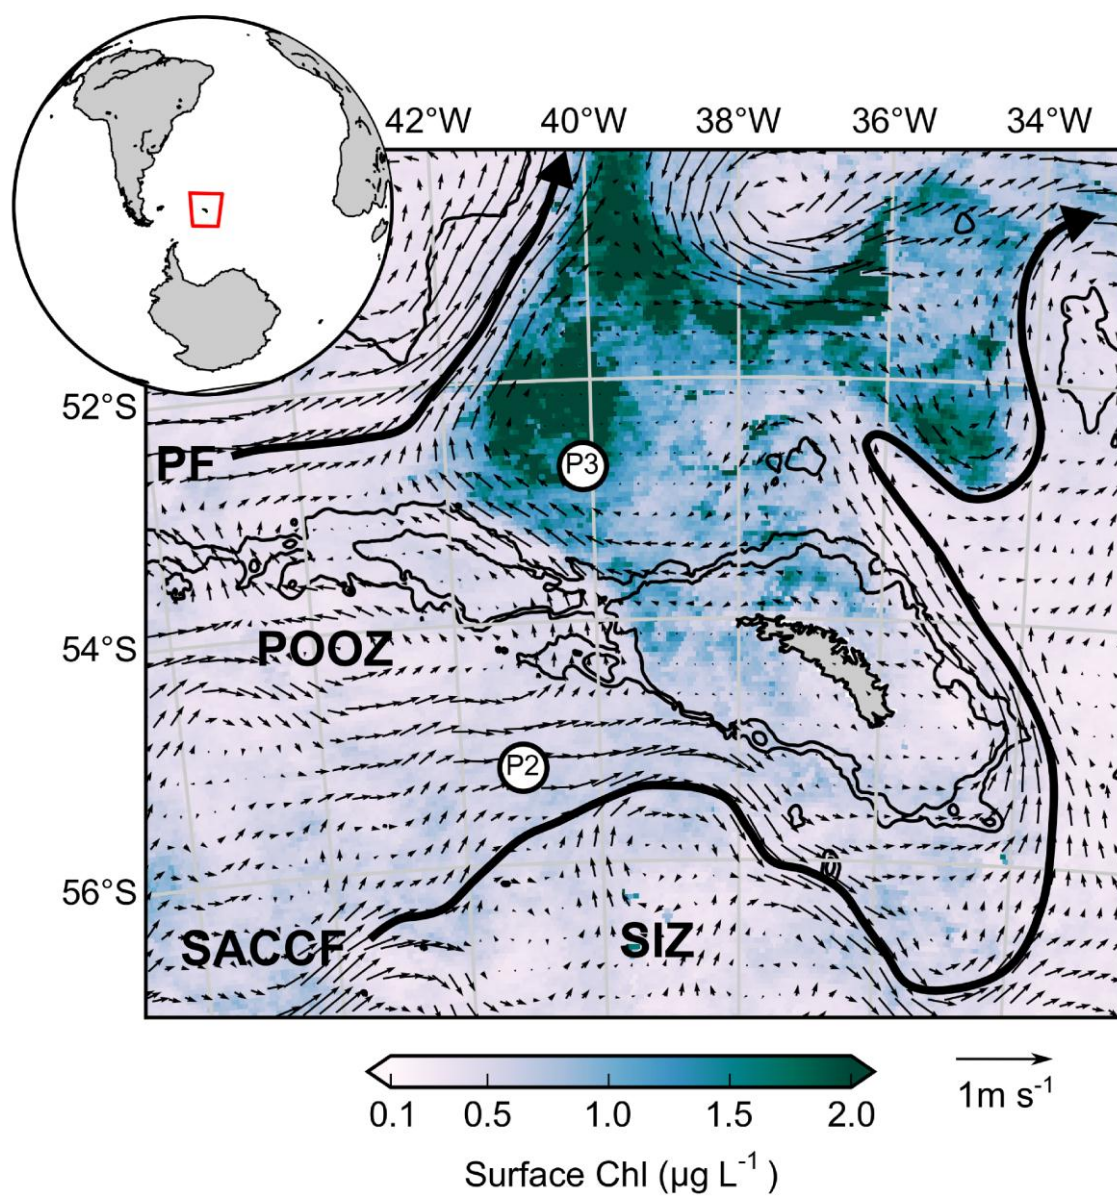 42°W 40°W 38°W 36°W 34°W
52°S
PF
P3
54°S
POOZ
P2
56°S
SACCF
SIZ
0.1 0.5 1.0 1.5 2.0
1m s⁻¹
Surface Chl (µg L⁻¹ )